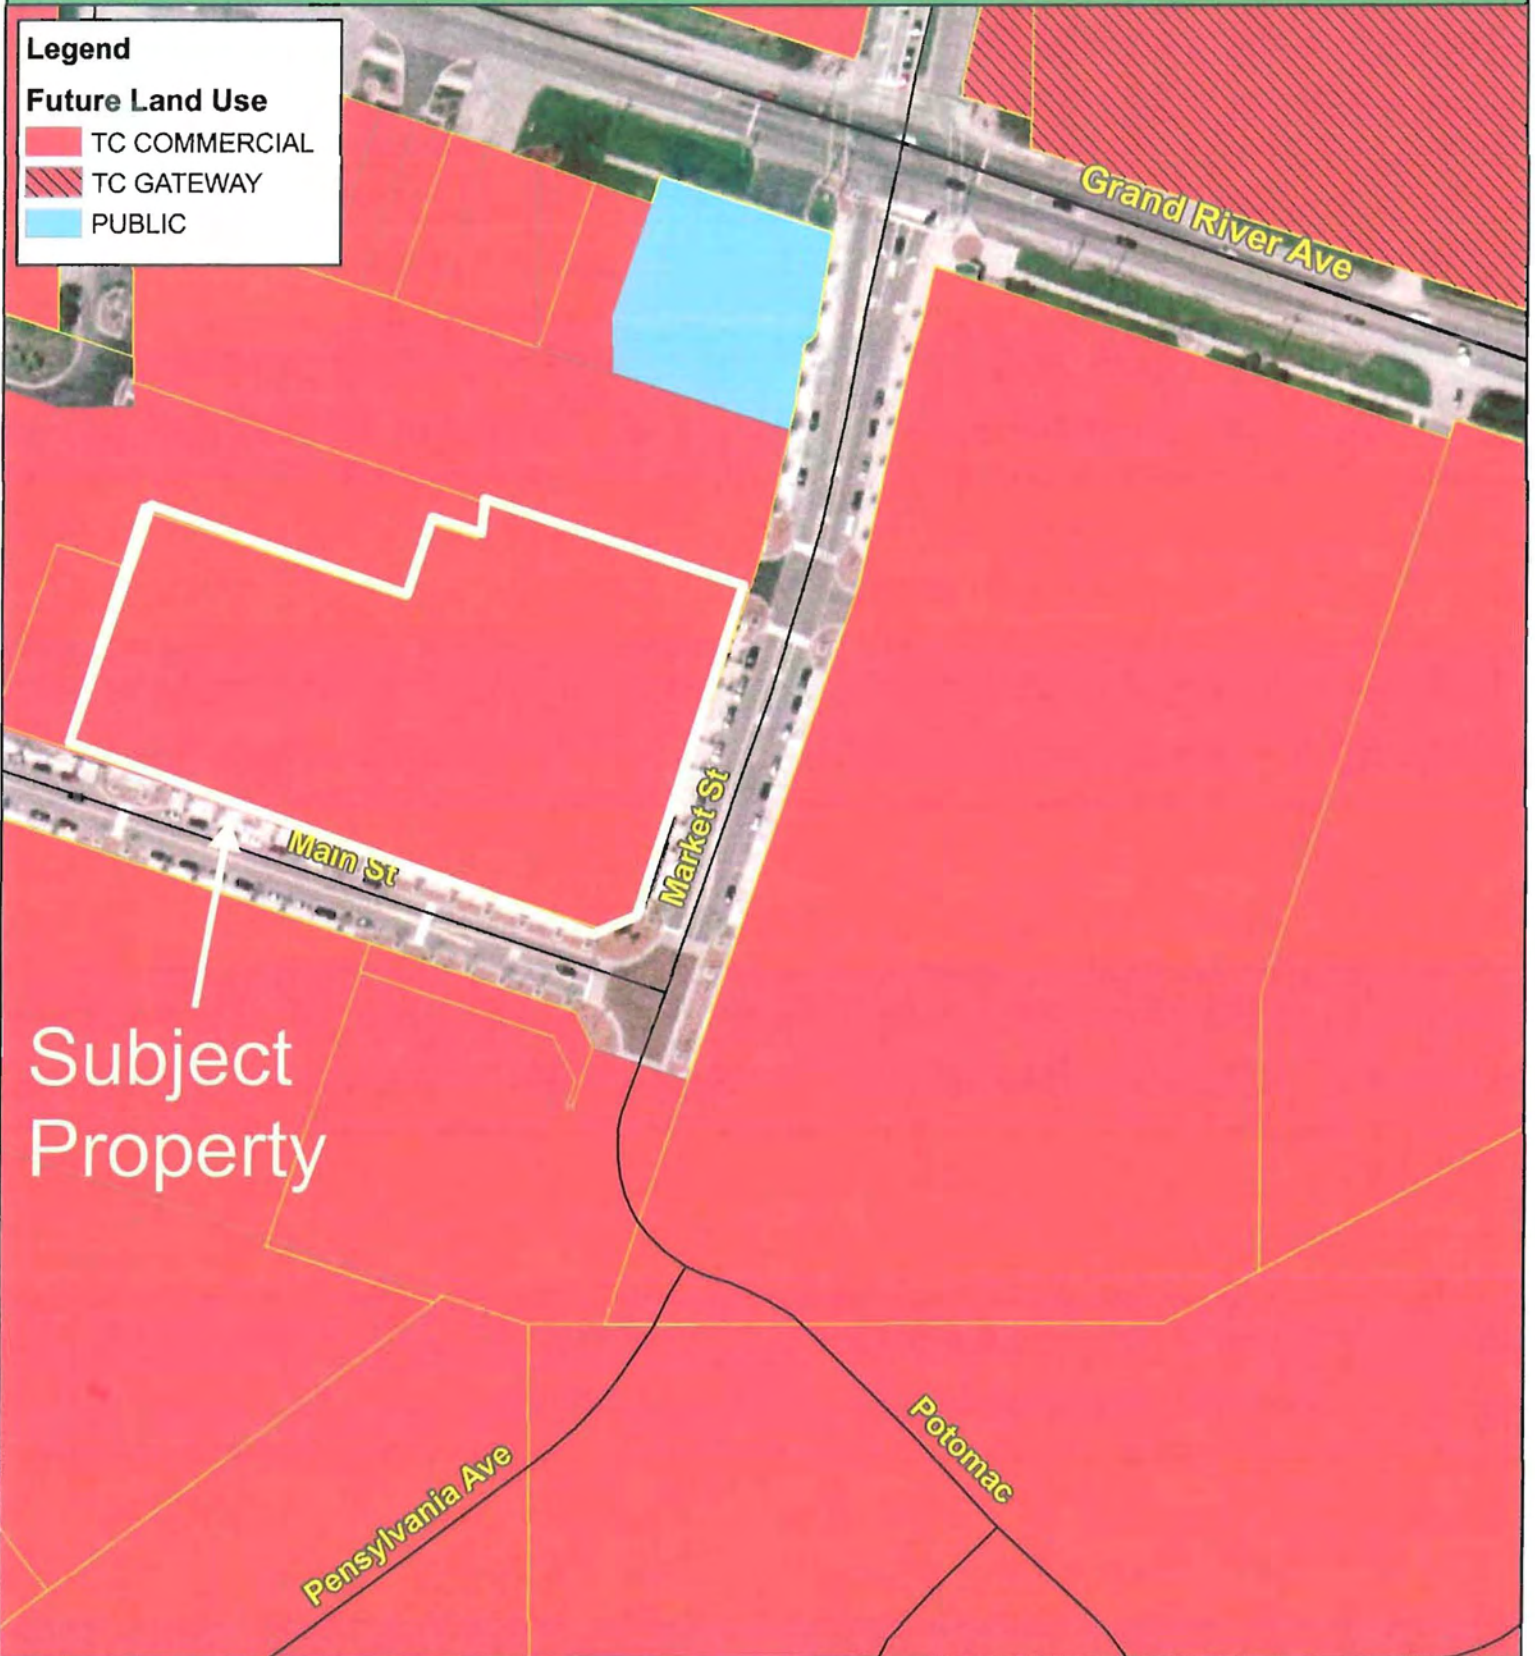 Legend
Future Land Use
TC COMMERCIAL
TC GATEWAY
PUBLIC
Grand River Ave
Market St
Main St
Subject
Property
Potomac
Pensylvania Ave